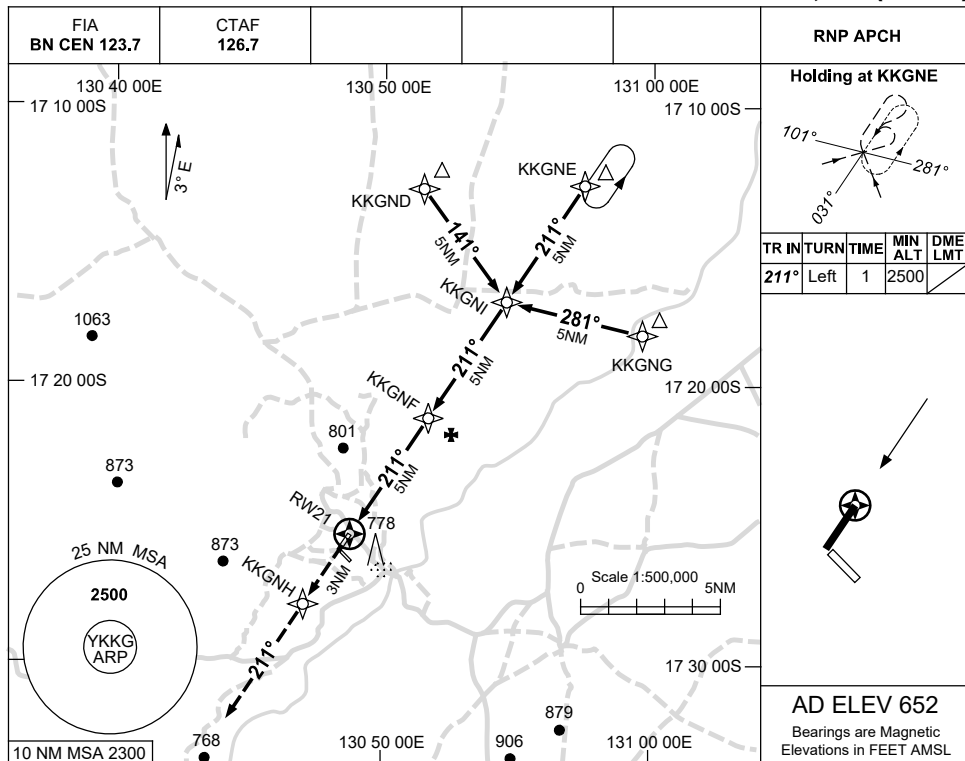 FIA
BN CEN 123.7
CTAF
126.7
RNP APCH
130 40 00E
130 50 00E
131 00 00E
17 10 00S
17 10 00S
3° E
KKGND
KKGNE
141°
5NM
211°
5NM
KKGNI
281°
5NM
KKGNG
1063
211°
5NM
17 20 00S
17 20 00S
KKGNF
801
873
211°
5NM
RW21
778
873
25 NM MSA
2500
YKKG
ARP
KKGNH
3NM
Scale 1:500,000
0
5NM
211°
17 30 00S
879
768
906
10 NM MSA 2300
130 50 00E
131 00 00E
Holding at KKGNE
101°
281°
031°
TR IN TURN TIME MIN ALT DME LMT
211° Left 1 2500
AD ELEV 652
Bearings are Magnetic
Elevations in FEET AMSL